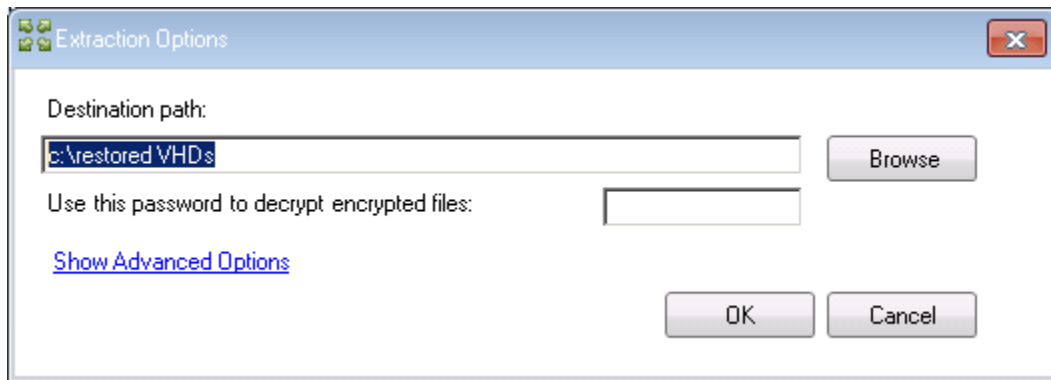 Extraction Options
Destination path:
c:\restored VHDs
Browse
Use this password to decrypt encrypted files:
Show Advanced Options
OK
Cancel